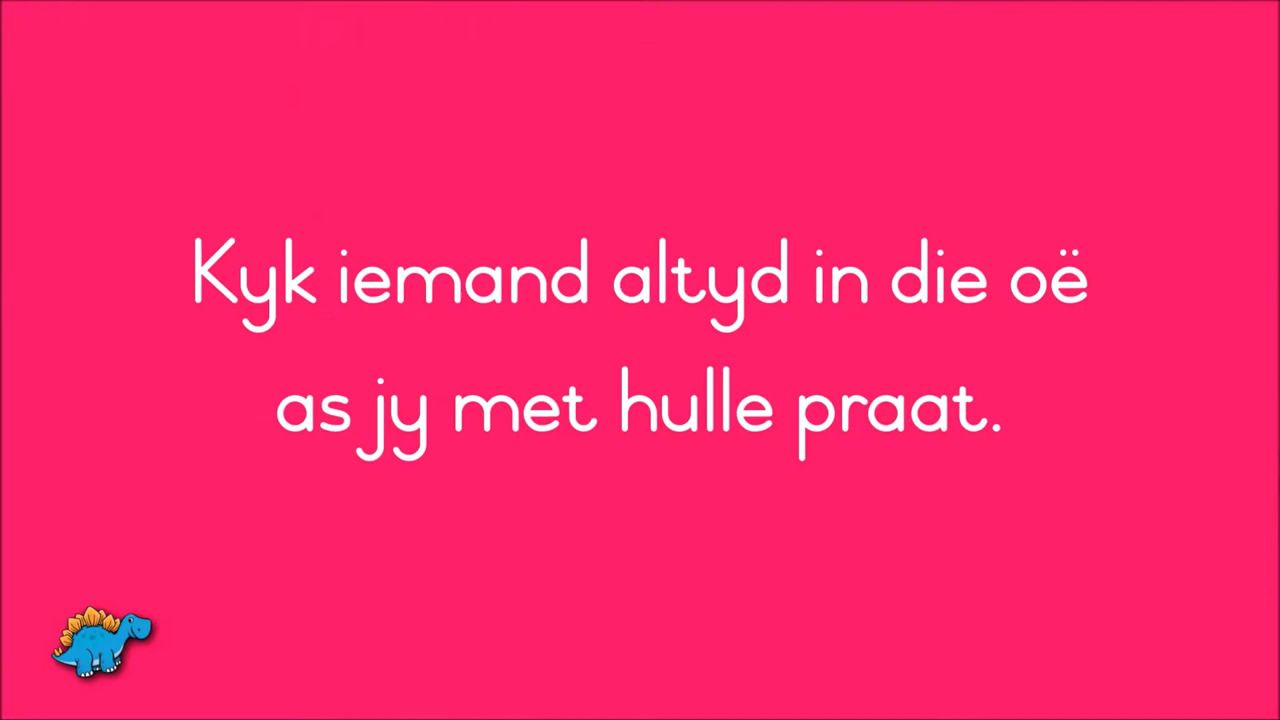 Kyk iemand altyd in die oë
as jy met hulle praat.